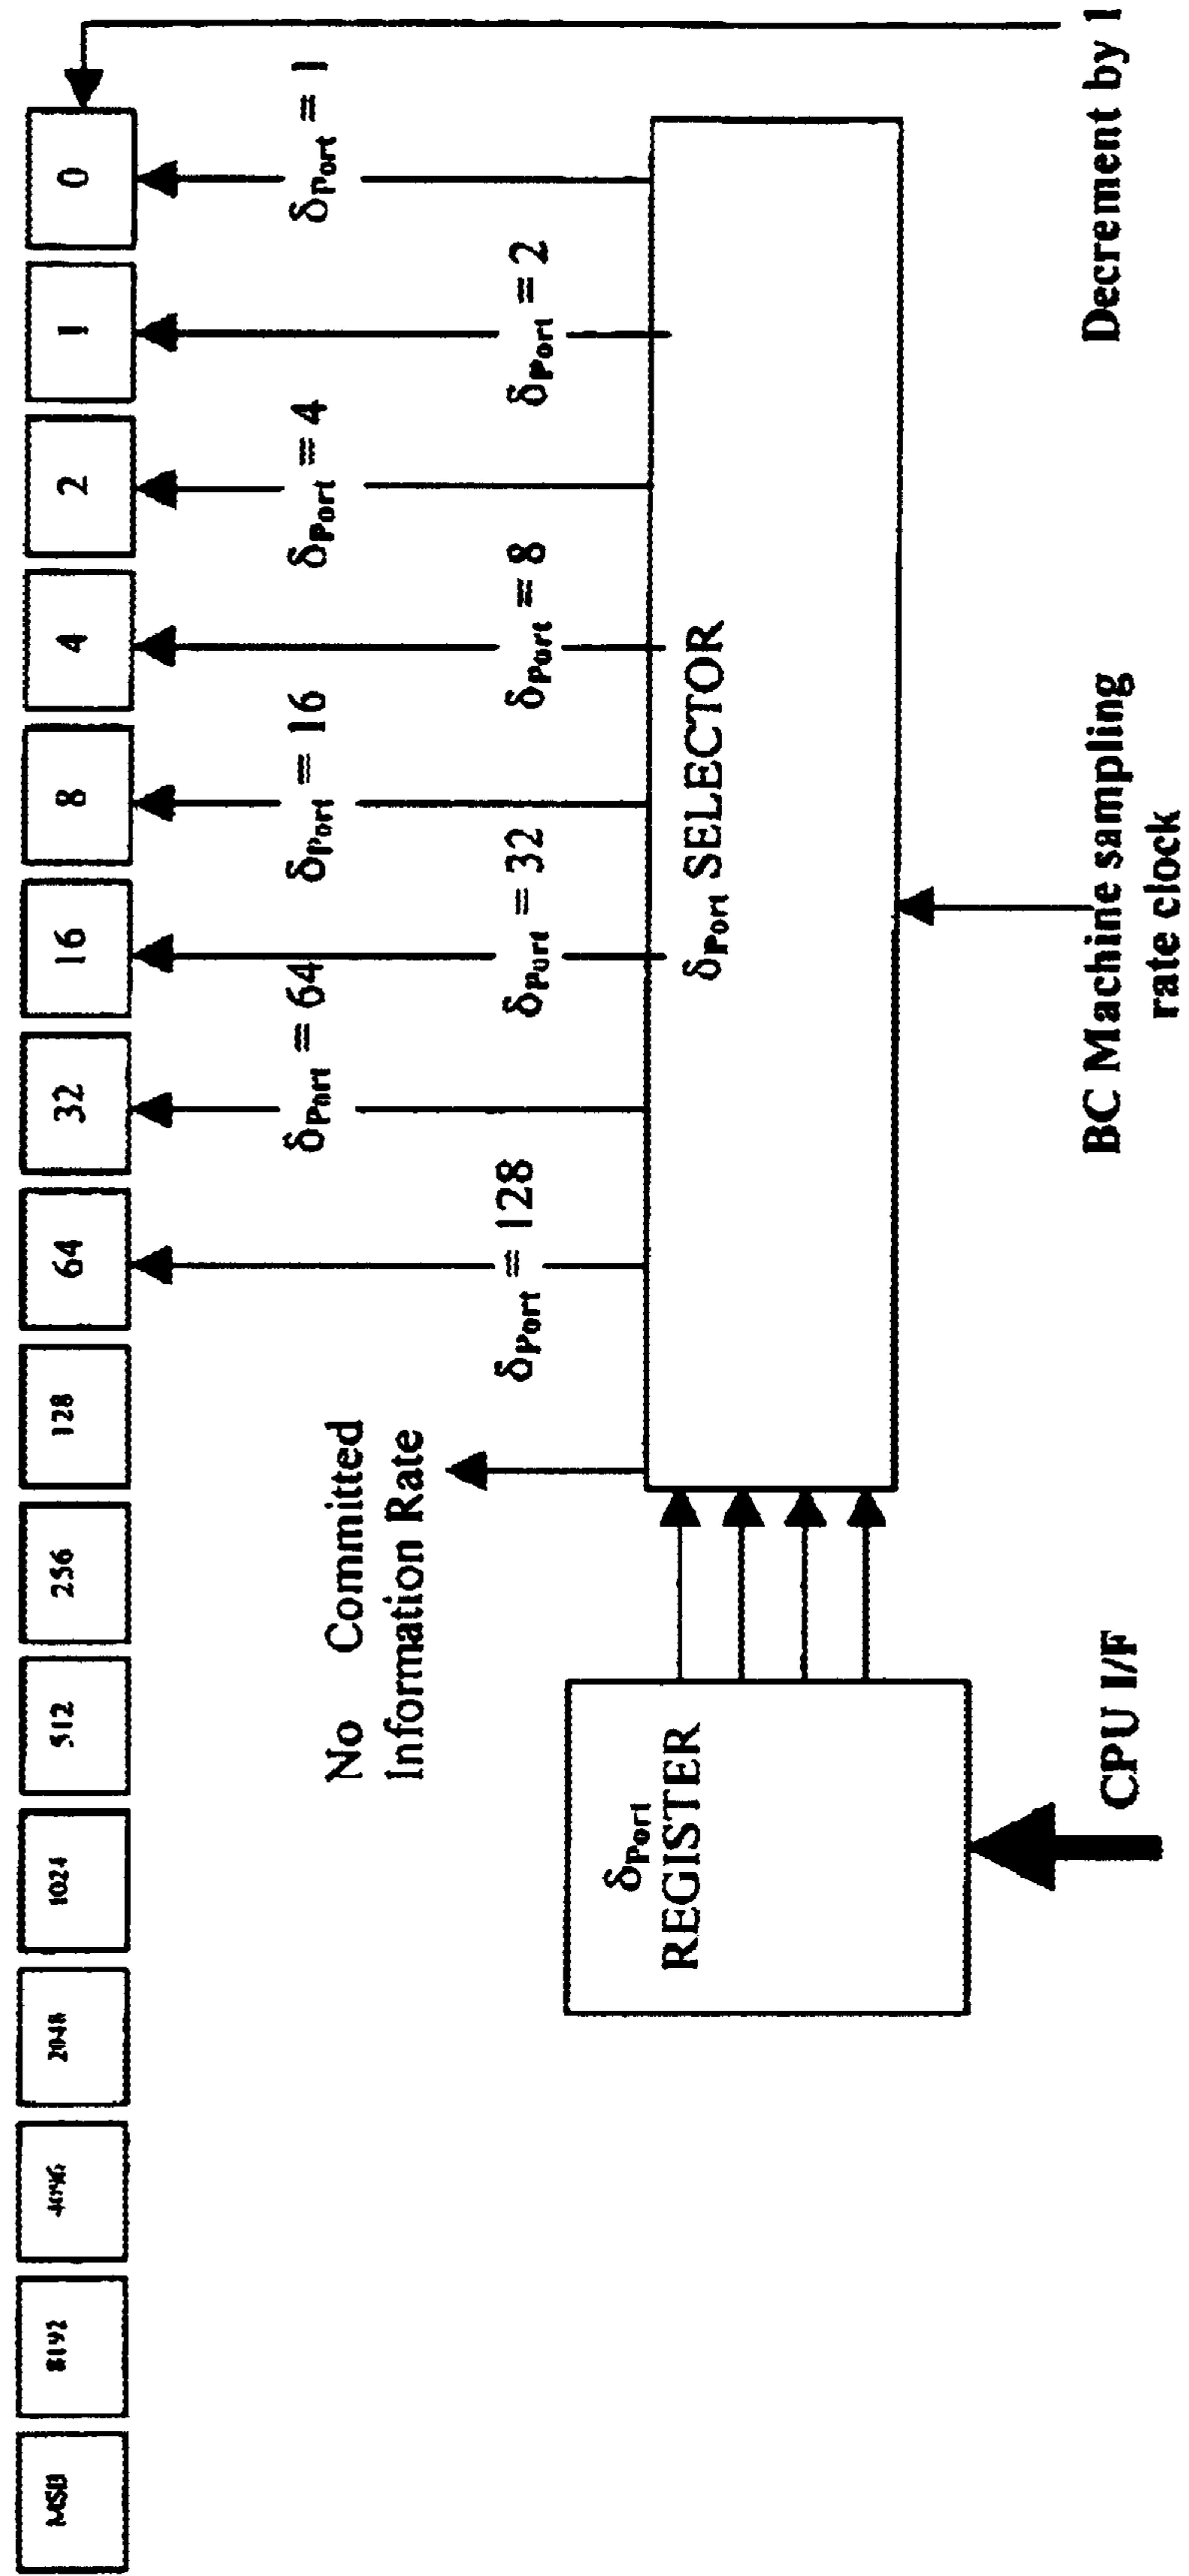 MSB 8192 4096 2048 1024 512 256 128 64 32 16 8 4 2 1 0
δPort = 64
δPort = 16
δPort = 4
δPort = 1
No Committed
Information Rate
δPort = 128
δPort = 32
δPort = 8
δPort = 2
δPort
REGISTER
δPort SELECTOR
CPU I/F
BC Machine sampling
rate clock
Decrement by 1